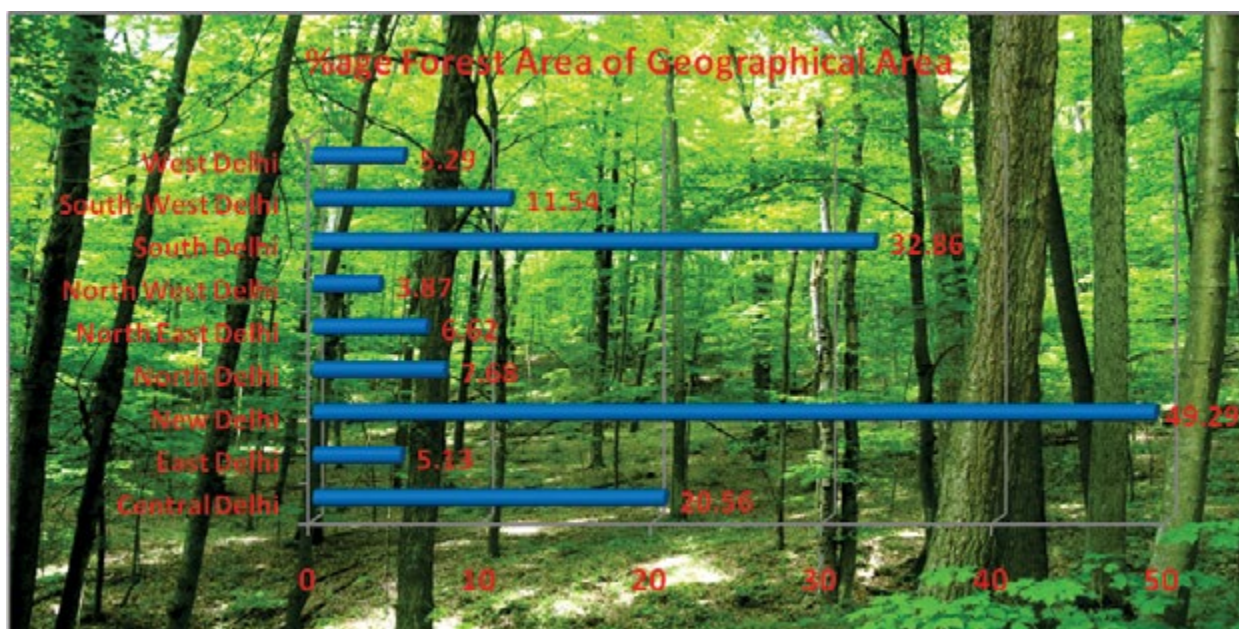 %age Forest Area of Geographical Area
West Delhi 5.29
South-West Delhi 11.54
South Delhi 32.86
North West Delhi 3.87
North East Delhi 6.62
North Delhi 7.68
New Delhi 49.29
East Delhi 5.13
Central Delhi 20.56
0 10 20 30 40 50